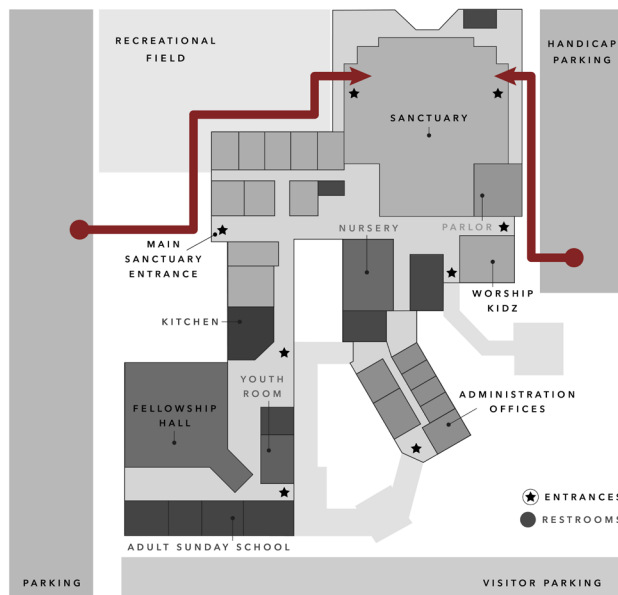 RECREATIONAL
FIELD
HANDICAP
PARKING
SANCTUARY
NURSERY
PARLOR
MAIN
SANCTUARY
ENTRANCE
WORSHIP
KIDZ
KITCHEN
YOUTH
ROOM
FELLOWSHIP
HALL
ADMINISTRATION
OFFICES
ENTRANCES
RESTROOMS
ADULT SUNDAY SCHOOL
PARKING
VISITOR PARKING